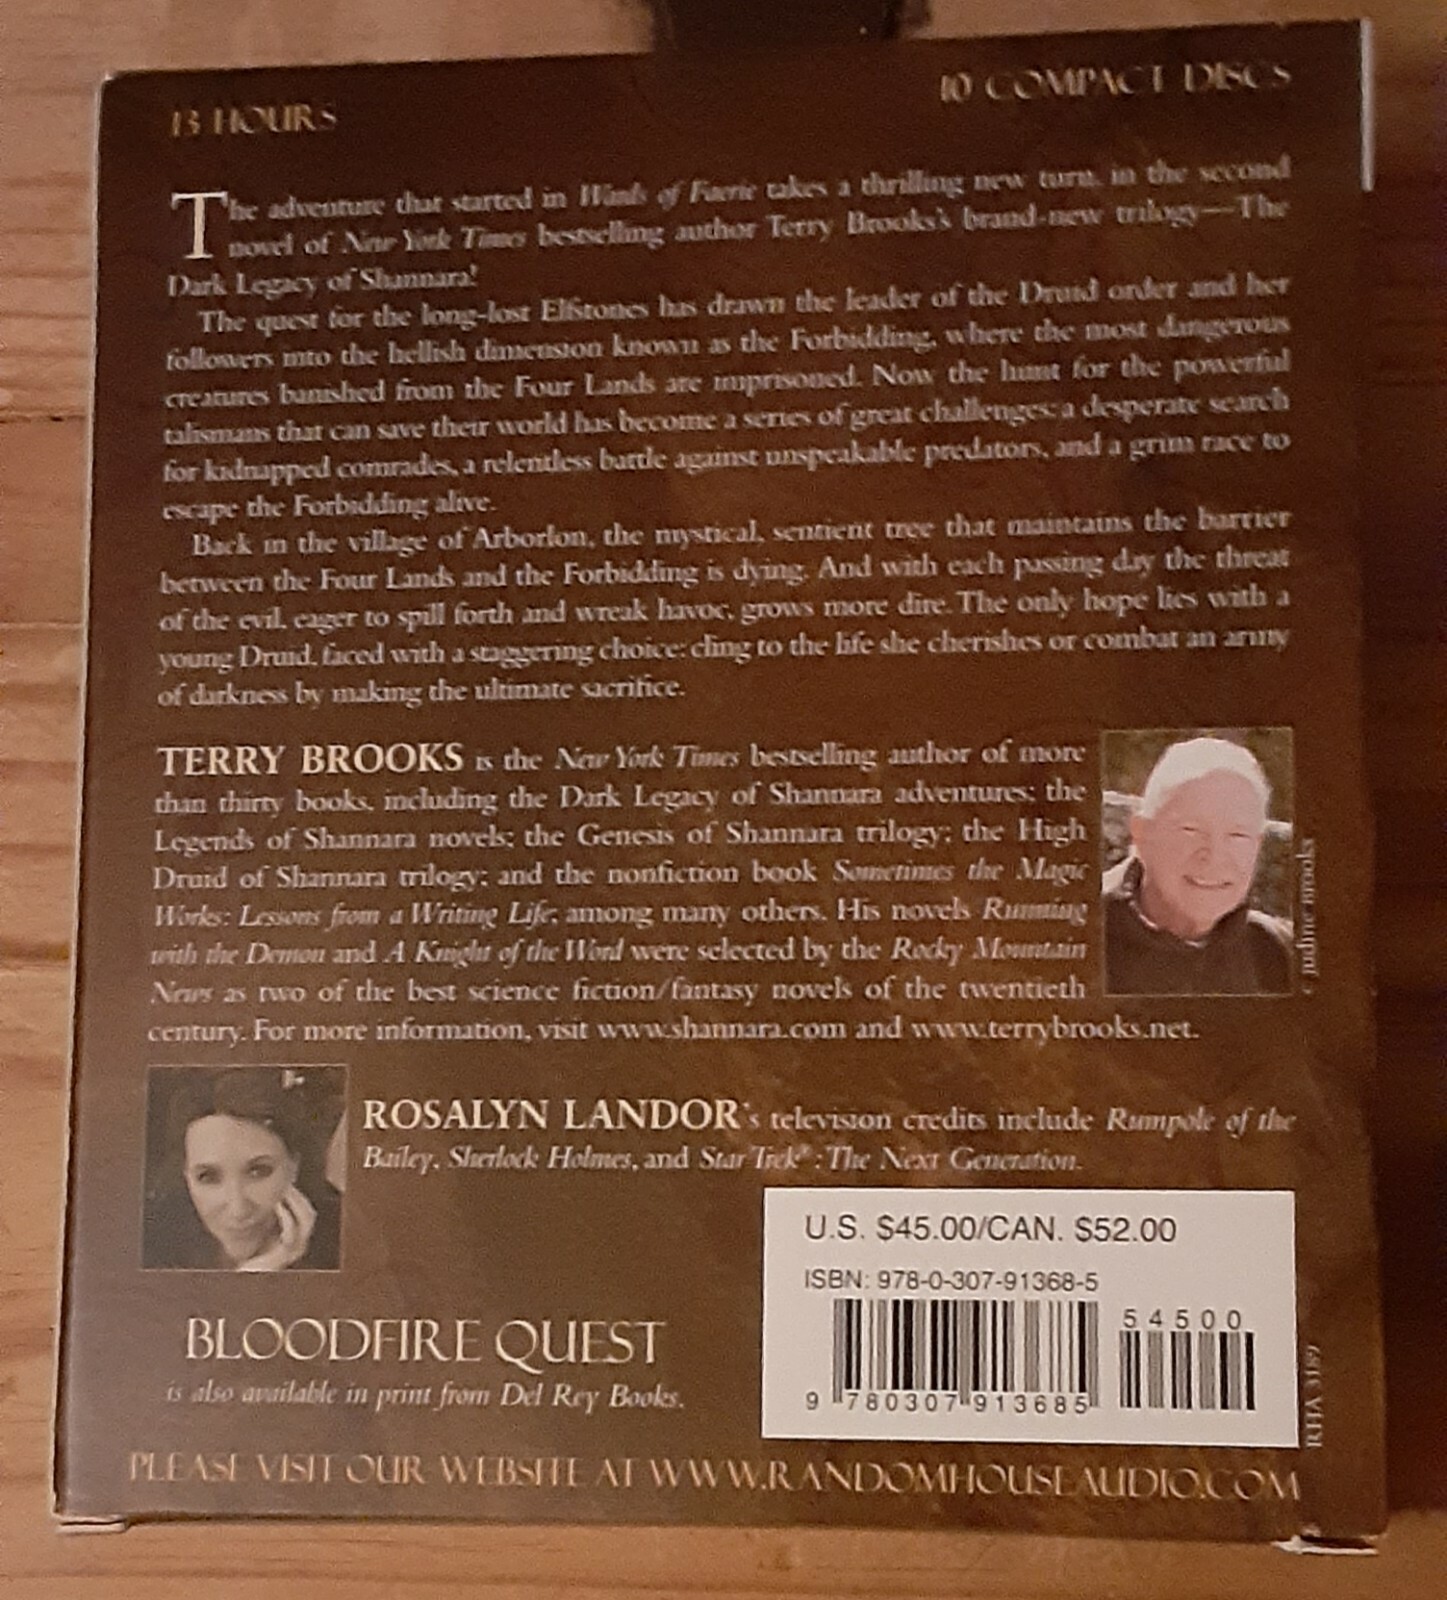 13 HOURS
10 COMPACT DISCS
The adventure that started in Wards of Faerie takes a thrilling new turn, in the second
novel of New York Times bestselling author Terry Brooks's brand-new trilogy—The
Dark Legacy of Shannara!
The quest for the long-lost Elfstones has drawn the leader of the Druid order and her
followers into the hellish dimension known as the Forbidding, where the most dangerous
creatures banished from the Four Lands are imprisoned. Now the hunt for the powerful
talismans that can save their world has become a series of great challenges: a desperate search
for kidnapped comrades, a relentless battle against unspeakable predators, and a grim race to
escape the Forbidding alive.
Back in the village of Arborlon, the mystical, sentient tree that maintains the barrier
between the Four Lands and the Forbidding is dying. And with each passing day the threat
of the evil, eager to spill forth and wreak havoc, grows more dire. The only hope lies with a
young Druid, faced with a staggering choice: cling to the life she cherishes or combat an army
of darkness by making the ultimate sacrifice.
TERRY BROOKS is the New York Times bestselling author of more
than thirty books, including the Dark Legacy of Shannara adventures; the
Legends of Shannara novels; the Genesis of Shannara trilogy; the High
Druid of Shannara trilogy; and the nonfiction book Sometimes the Magic
Works: Lessons from a Writing Life; among many others. His novels Running
with the Demon and A Knight of the Word were selected by the Rocky Mountain
News as two of the best science fiction/fantasy novels of the twentieth
century. For more information, visit www.shannara.com and www.terrybrooks.net.
© Judine Brooks
ROSALYN LANDOR's television credits include Rumpole of the
Bailey, Sherlock Holmes, and Star Trek®: The Next Generation.
U.S. $45.00/CAN. $52.00
ISBN: 978-0-307-91368-5
54500
9 780307 913685
RHA 3189
BLOODFIRE QUEST
is also available in print from Del Rey Books.
PLEASE VISIT OUR WEBSITE AT WWW.RANDOMHOUSEAUDIO.COM